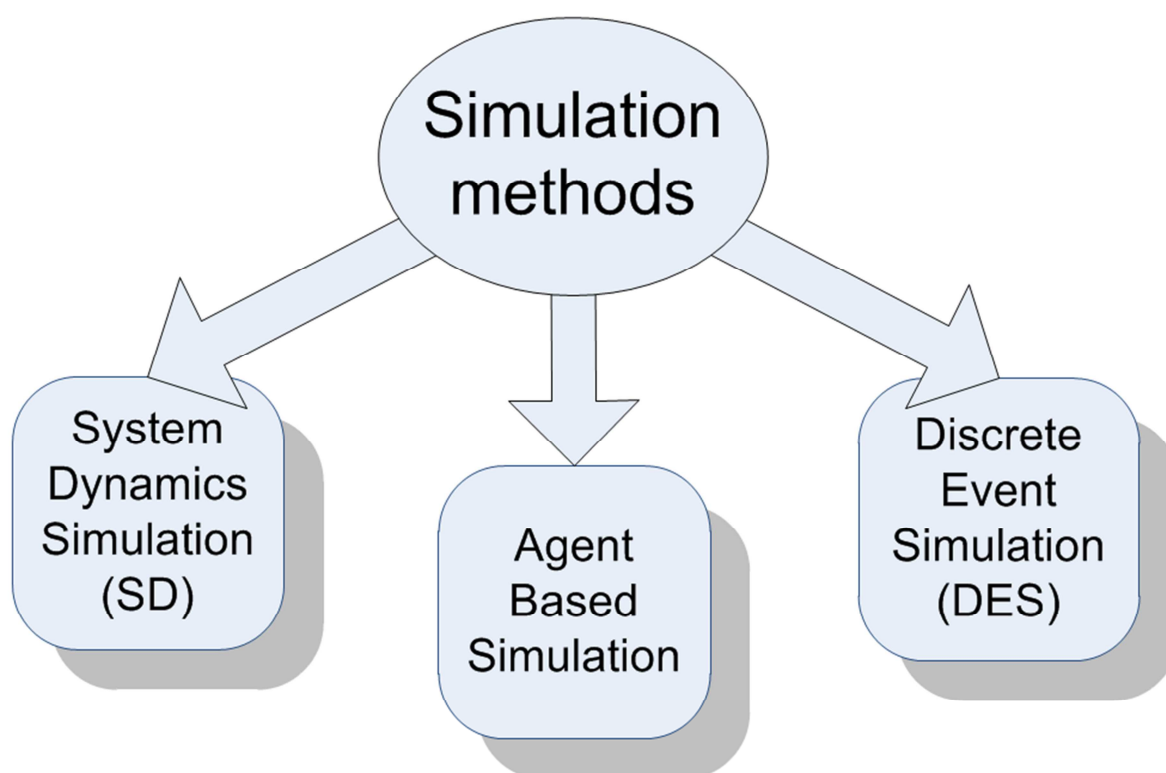 Simulation
methods
System
Dynamics
Simulation
(SD)
Agent
Based
Simulation
Discrete
Event
Simulation
(DES)